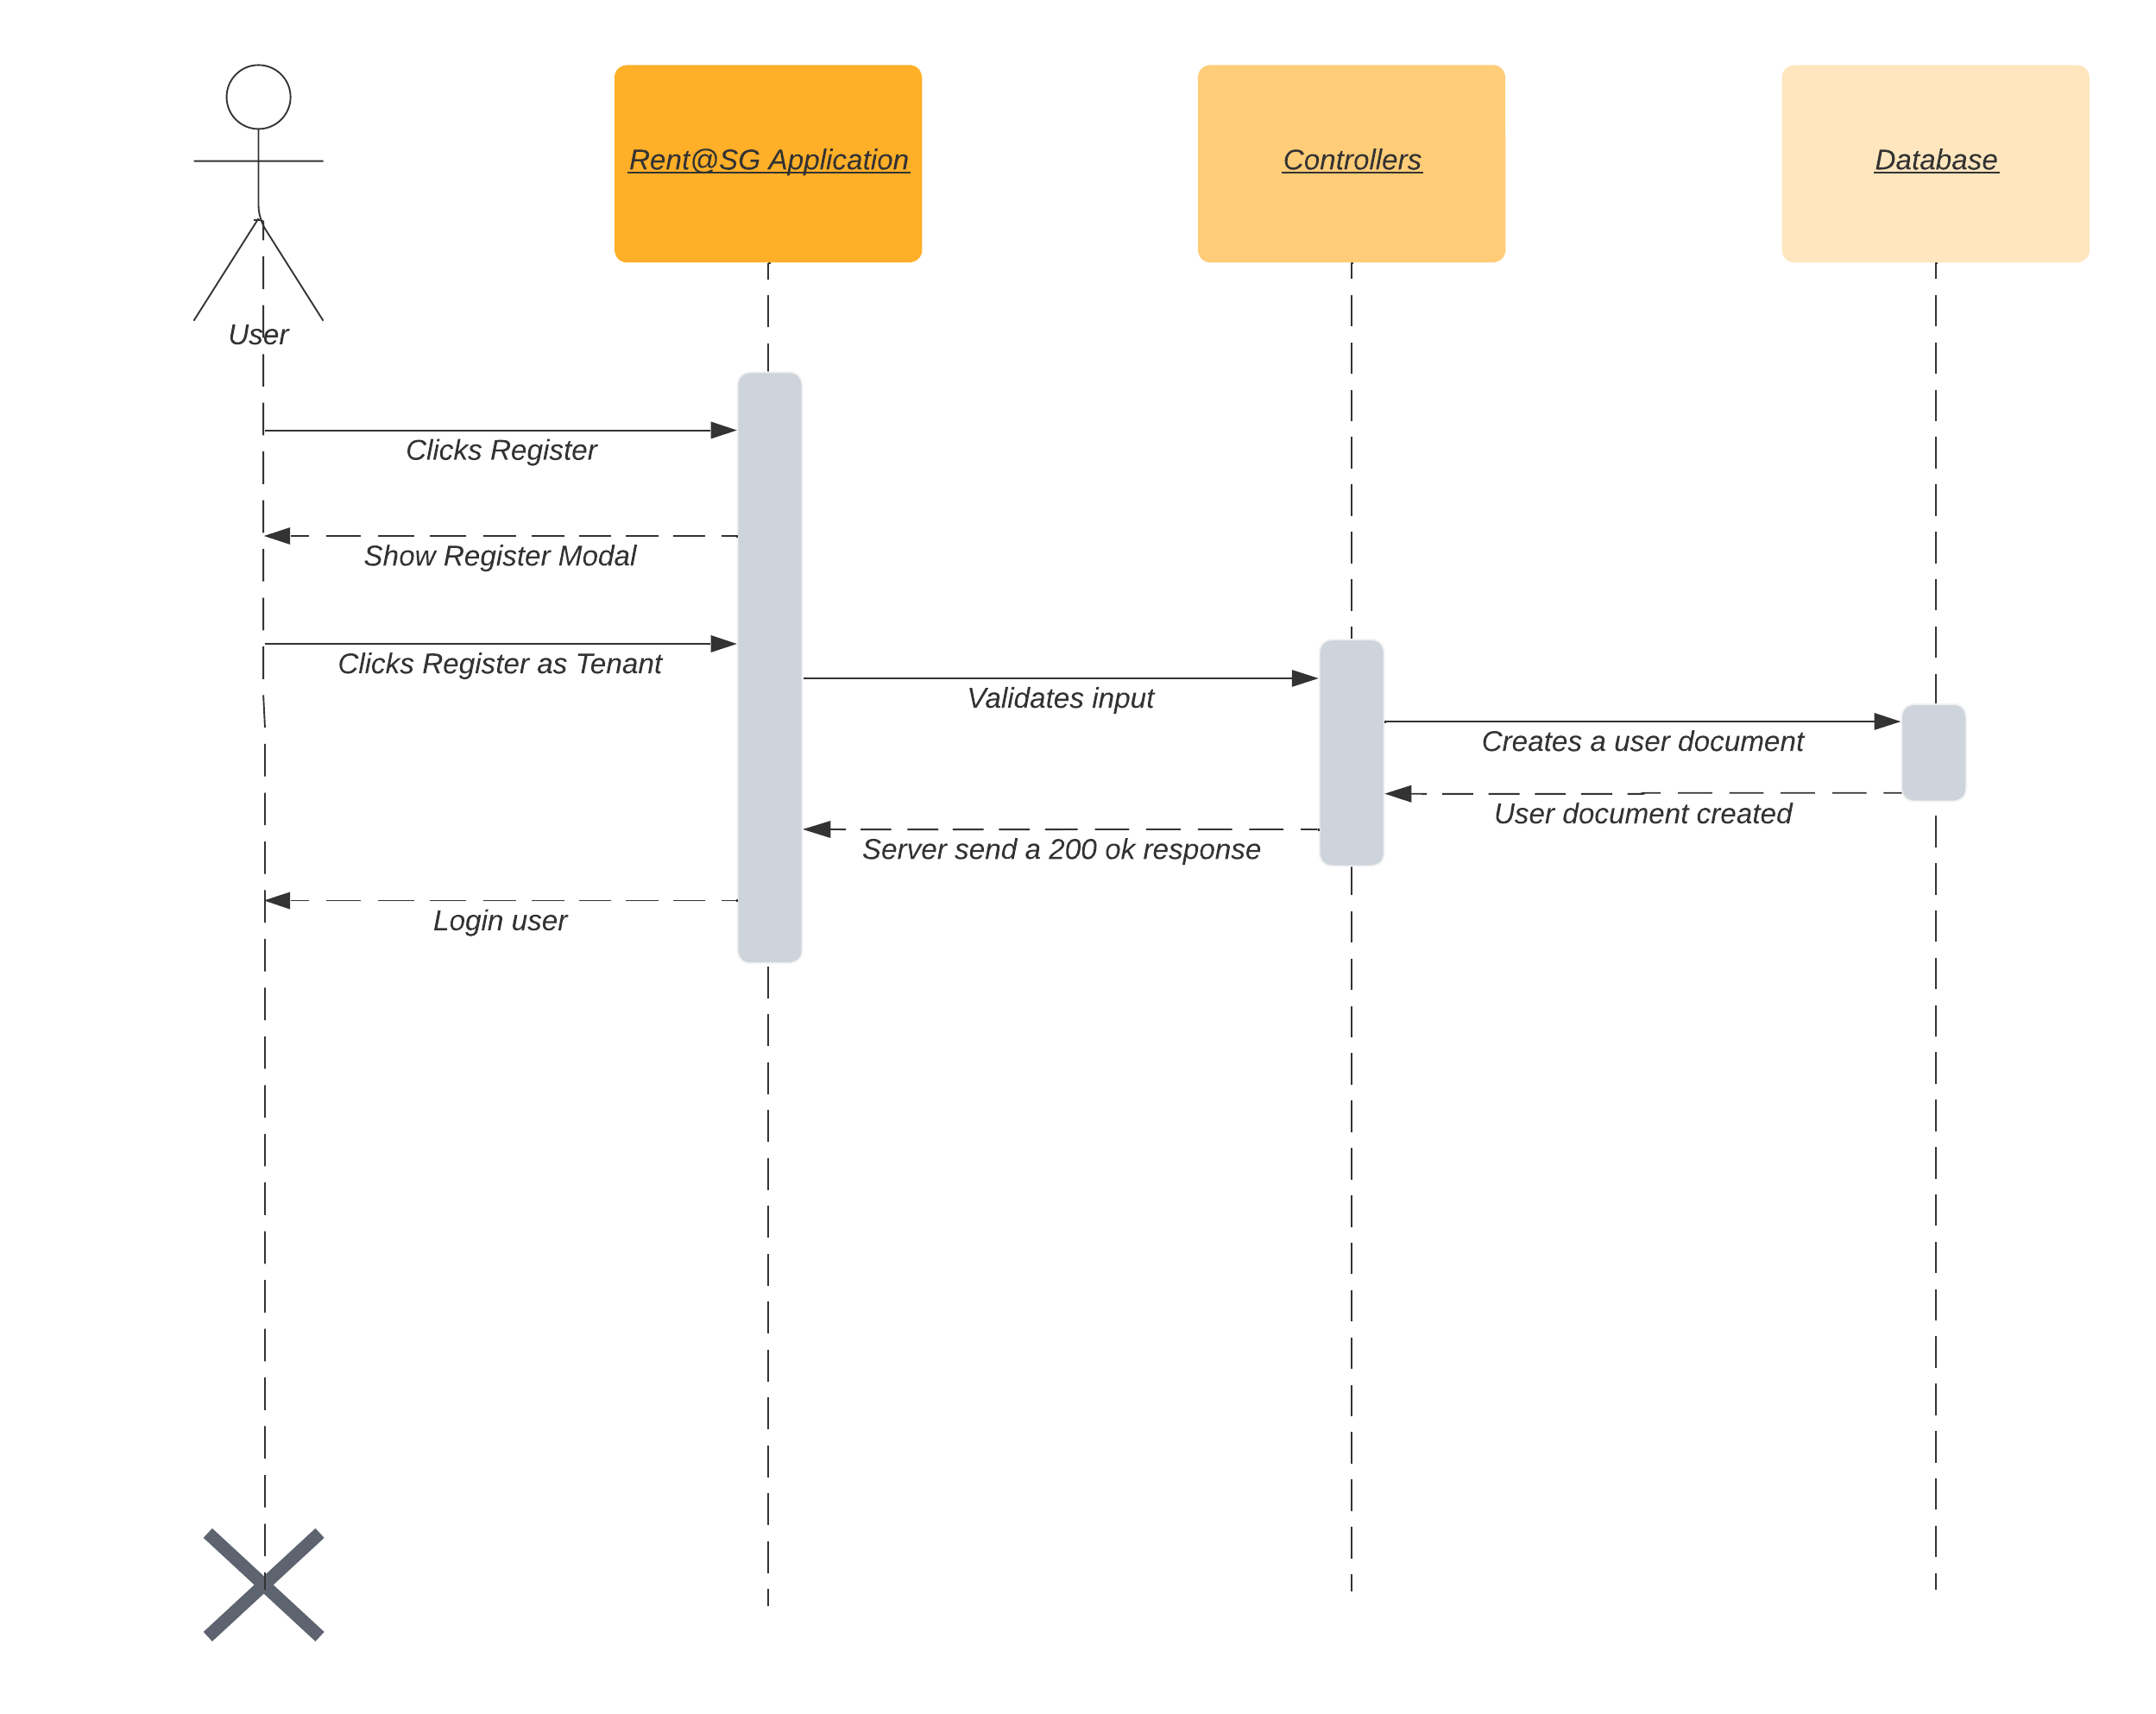 Rent@SG Application
Controllers
Database
User
Clicks Register
Show Register Modal
Clicks Register as Tenant
Validates input
Creates a user document
User document created
Server send a 200 ok response
Login user